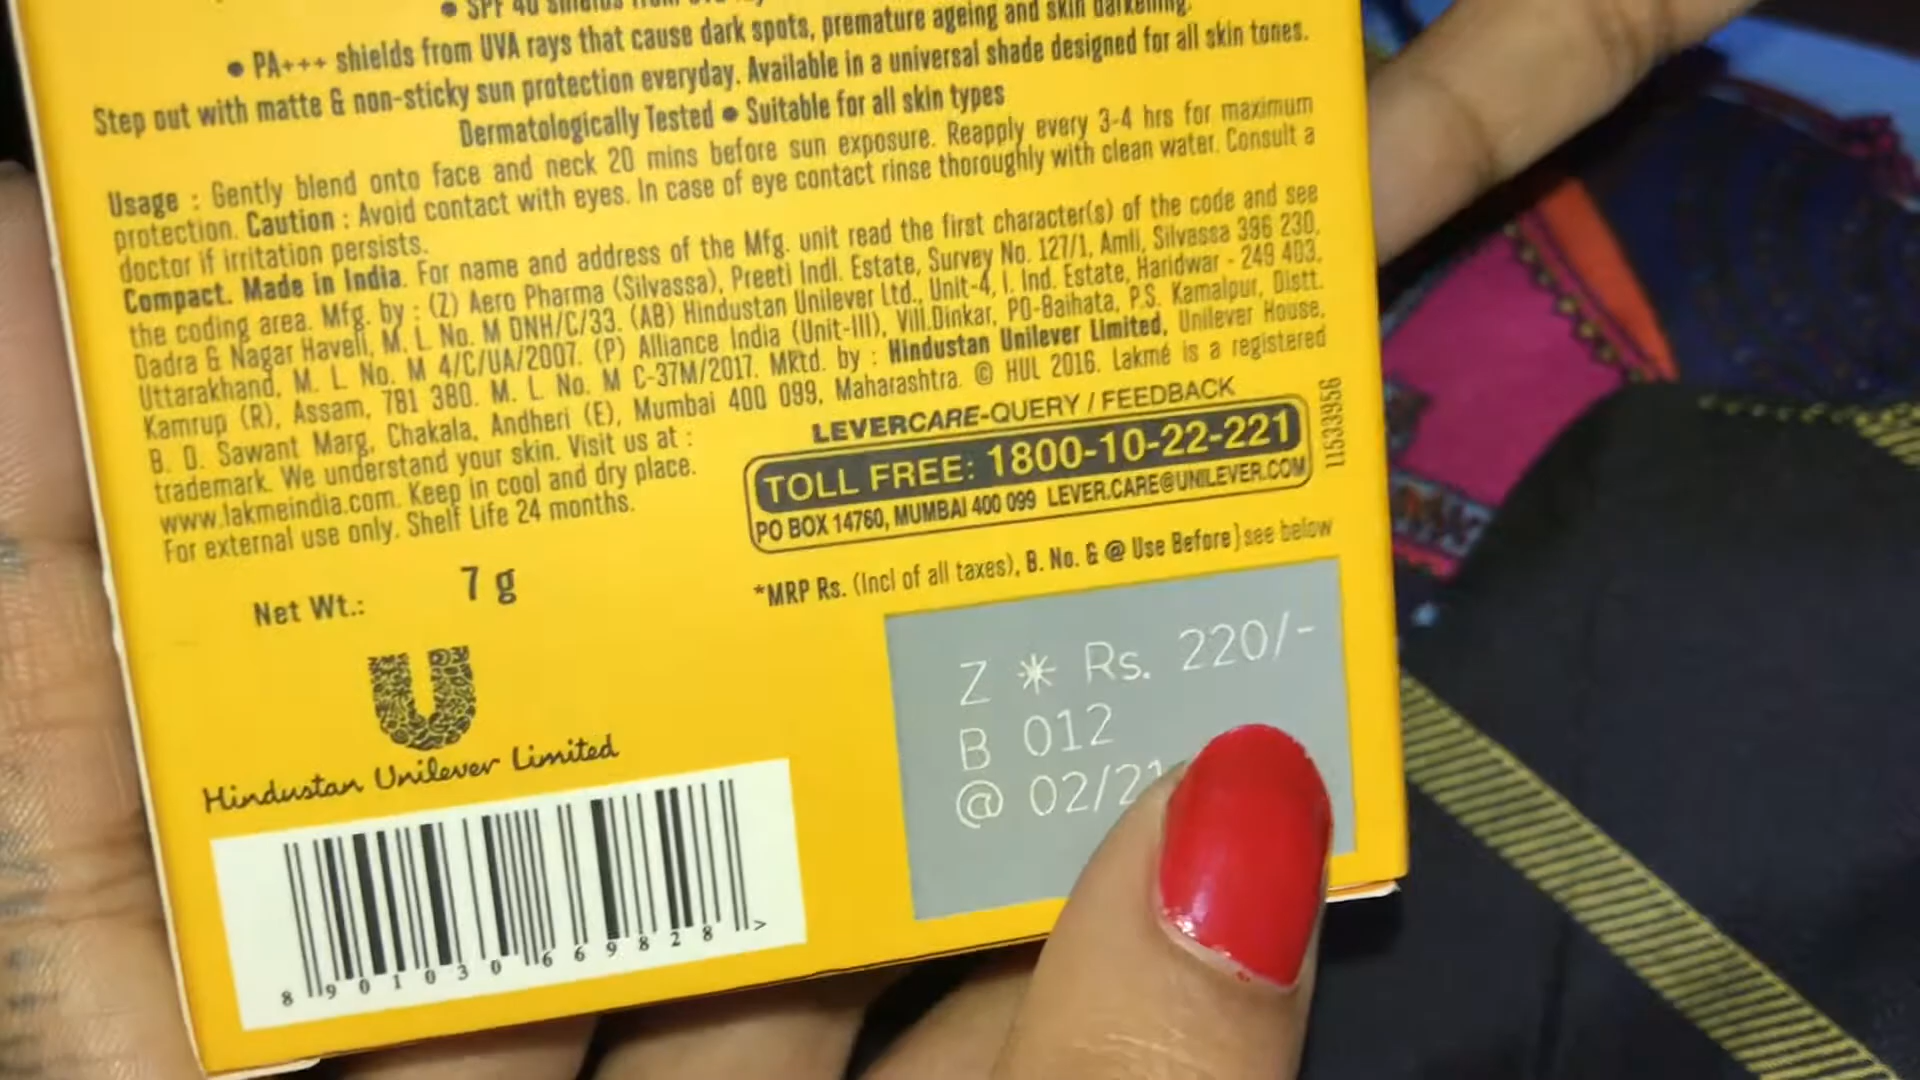 SPF 40 shields from
• PA+++ shields from UVA rays that cause dark spots, premature ageing and skin darkening.
Step out with matte & non-sticky sun protection everyday. Available in a universal shade designed for all skin tones.
Dermatologically Tested • Suitable for all skin types
Usage : Gently blend onto face and neck 20 mins before sun exposure. Reapply every 3-4 hrs for maximum
protection. Caution : Avoid contact with eyes. In case of eye contact rinse thoroughly with clean water. Consult a
doctor if irritation persists.
Compact. Made in India. For name and address of the Mfg. unit read the first character(s) of the code and see
the coding area. Mfg. by : (Z) Aero Pharma (Silvassa), Preeti Indl. Estate, Survey No. 127/1, Amli, Silvassa 396 230,
Dadra & Nagar Haveli, M. L. No. M DNH/C/33. (AB) Hindustan Unilever Ltd., Unit-4, I. Ind. Estate, Haridwar - 249 403,
Uttarakhand, M. L. No. M 4/C/UA/2007. (P) Alliance India (Unit-III), Vill.Dinkar, PO-Baihata, P.S. Kamalpur, Distt.
Kamrup (R), Assam, 781 380. M. L. No. M C-37M/2017. Mktd. by : Hindustan Unilever Limited, Unilever House,
B. D. Sawant Marg, Chakala, Andheri (E), Mumbai 400 099, Maharashtra. © HUL 2016. Lakmé is a registered
trademark. We understand your skin. Visit us at :
www.lakmeindia.com. Keep in cool and dry place.
For external use only. Shelf Life 24 months.
LEVERCARE-QUERY / FEEDBACK
TOLL FREE: 1800-10-22-221
PO BOX 14760, MUMBAI 400 099 LEVER.CARE@UNILEVER.COM
11533956
*MRP Rs. (Incl of all taxes), B. No. & @ Use Before} see below
Net Wt.: 7 g
Z * Rs. 220/-
B 012
@ 02/21
Hindustan Unilever Limited
8 901030 669828 >